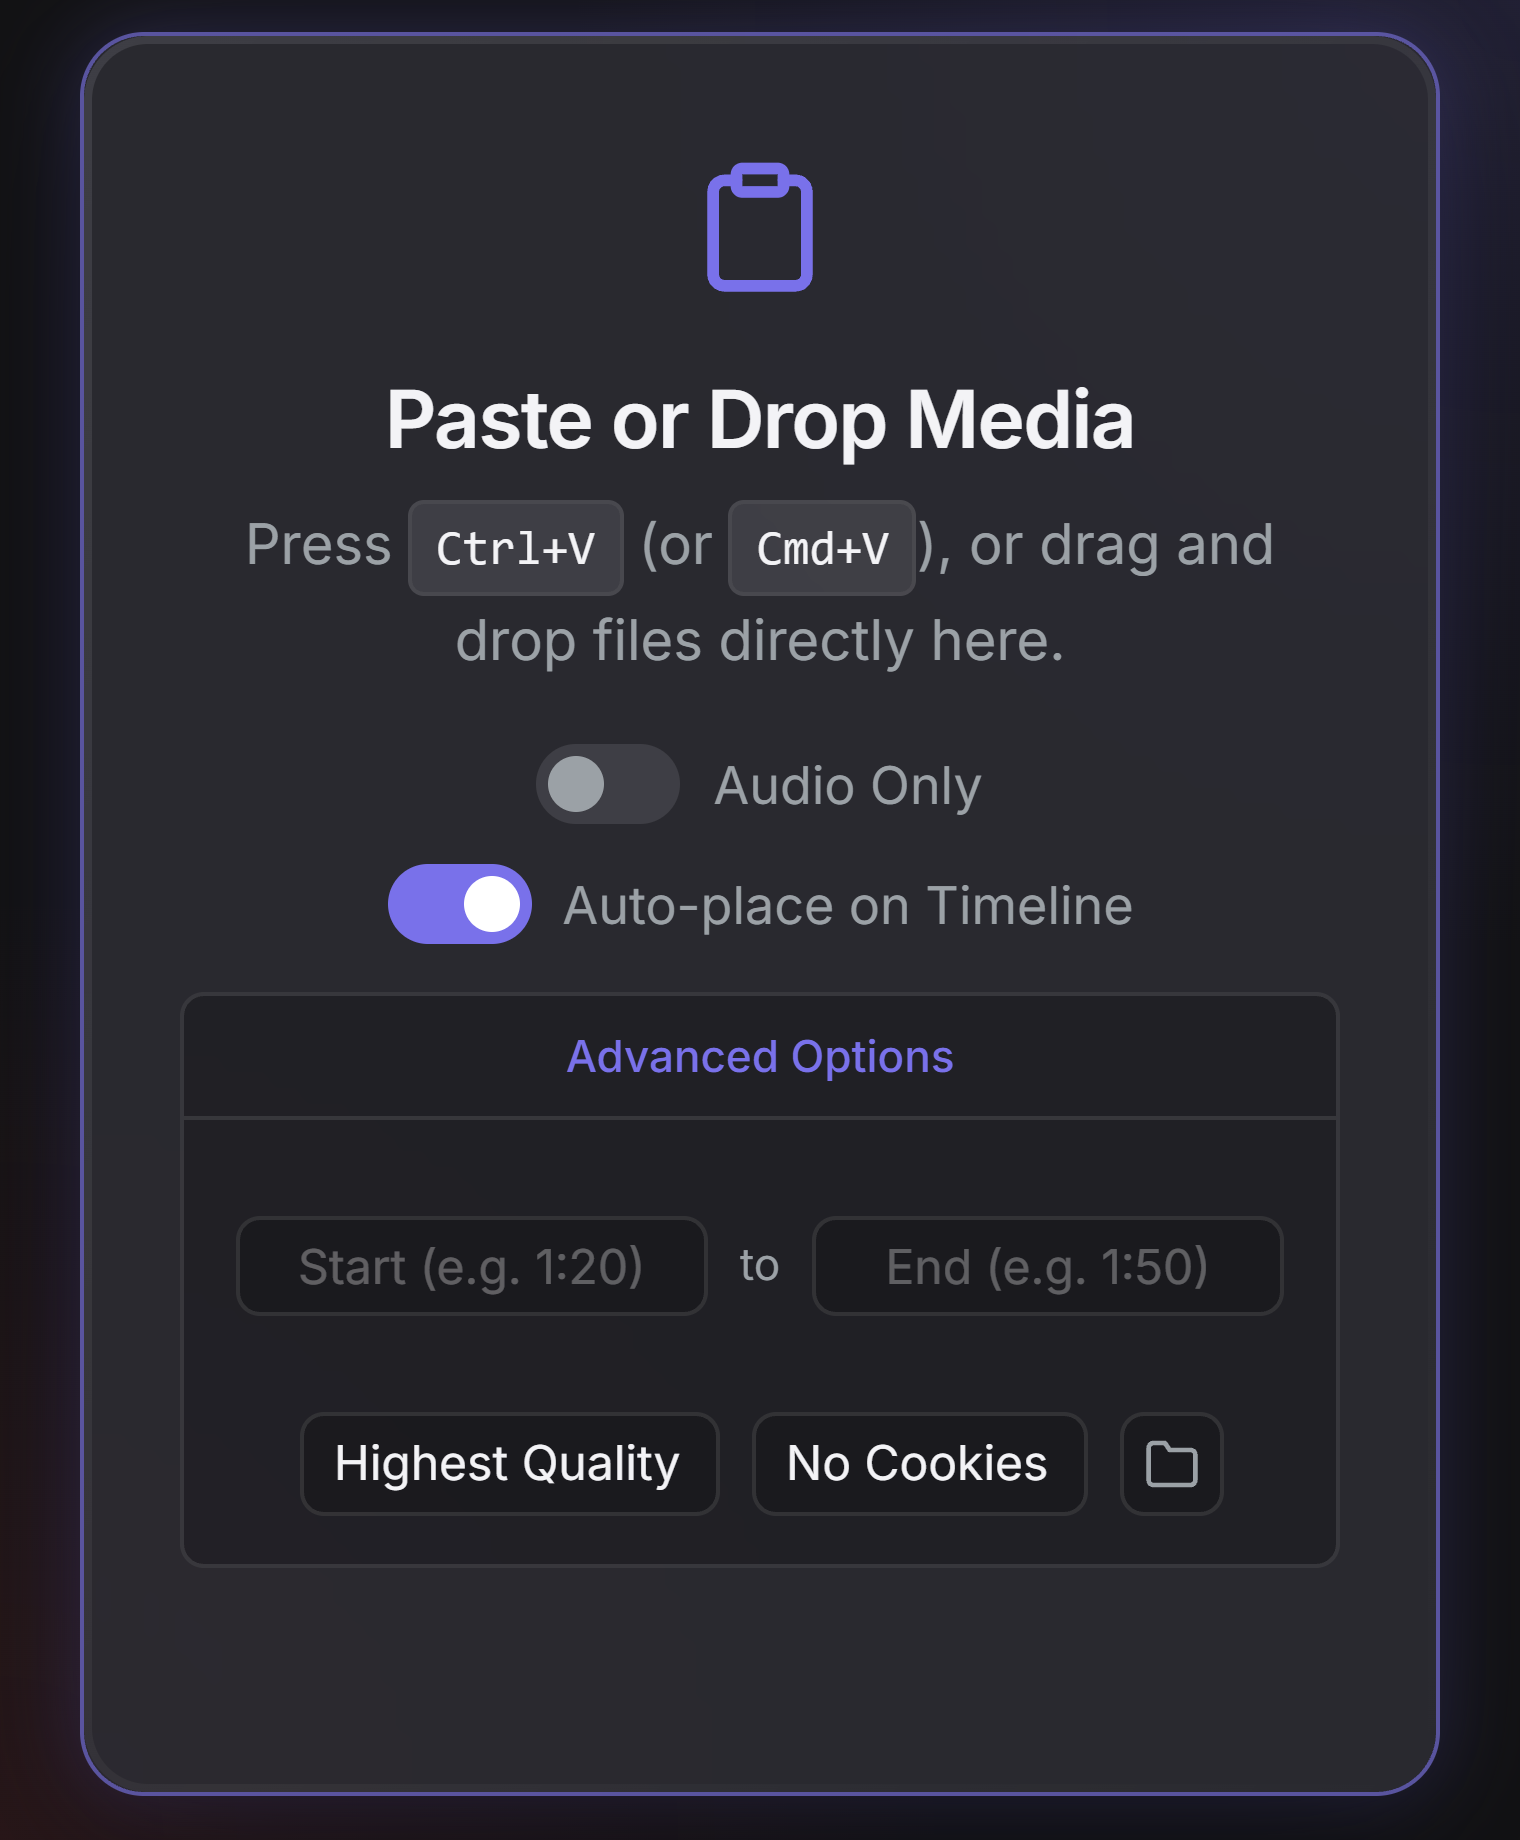 Paste or Drop Media
Press Ctrl+V (or Cmd+V), or drag and
drop files directly here.
Audio Only
Auto-place on Timeline
Advanced Options
Start (e.g. 1:20) to End (e.g. 1:50)
Highest Quality No Cookies